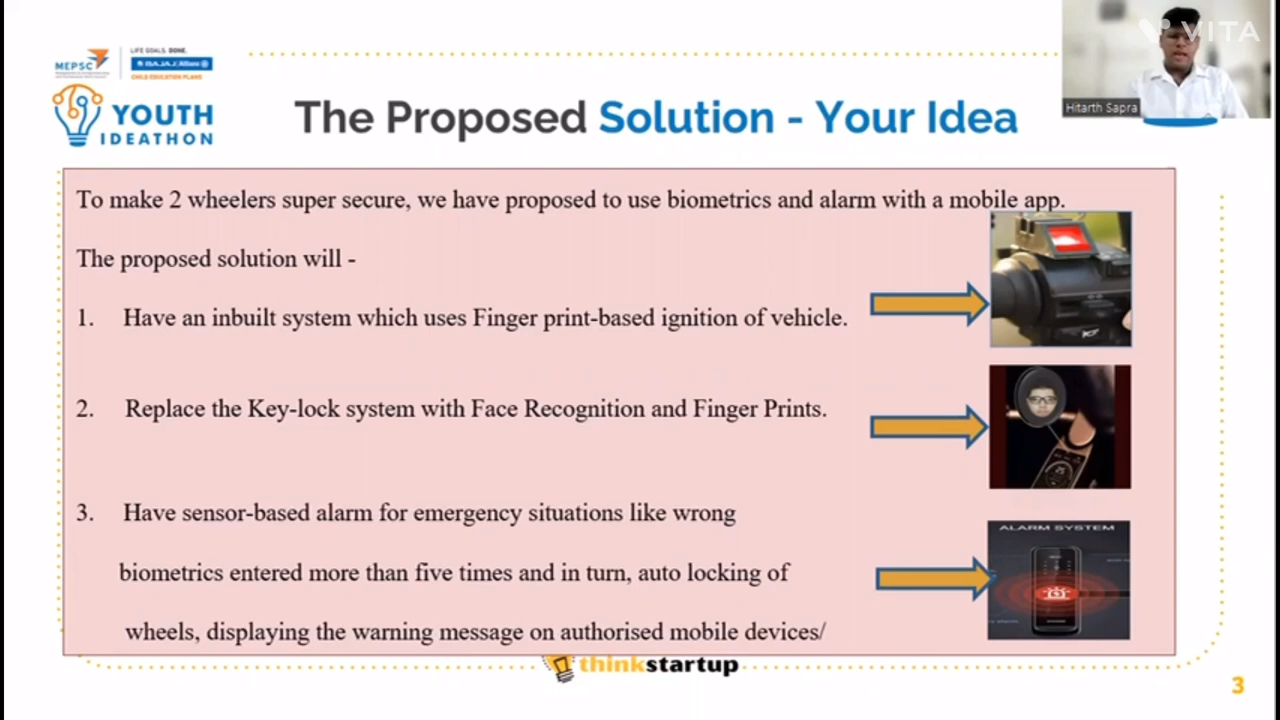 VITA
Hitarth Sapra
MEPSC
LIFE GOALS. DONE.
BAJAJ Allianz
CHILD EDUCATION PLANS
YOUTH
IDEATHON
The Proposed Solution - Your Idea
To make 2 wheelers super secure, we have proposed to use biometrics and alarm with a mobile app.
The proposed solution will -
1. Have an inbuilt system which uses Finger print-based ignition of vehicle.
2. Replace the Key-lock system with Face Recognition and Finger Prints.
3. Have sensor-based alarm for emergency situations like wrong
biometrics entered more than five times and in turn, auto locking of
wheels, displaying the warning message on authorised mobile devices/
ALARM SYSTEM
thinkstartup
3